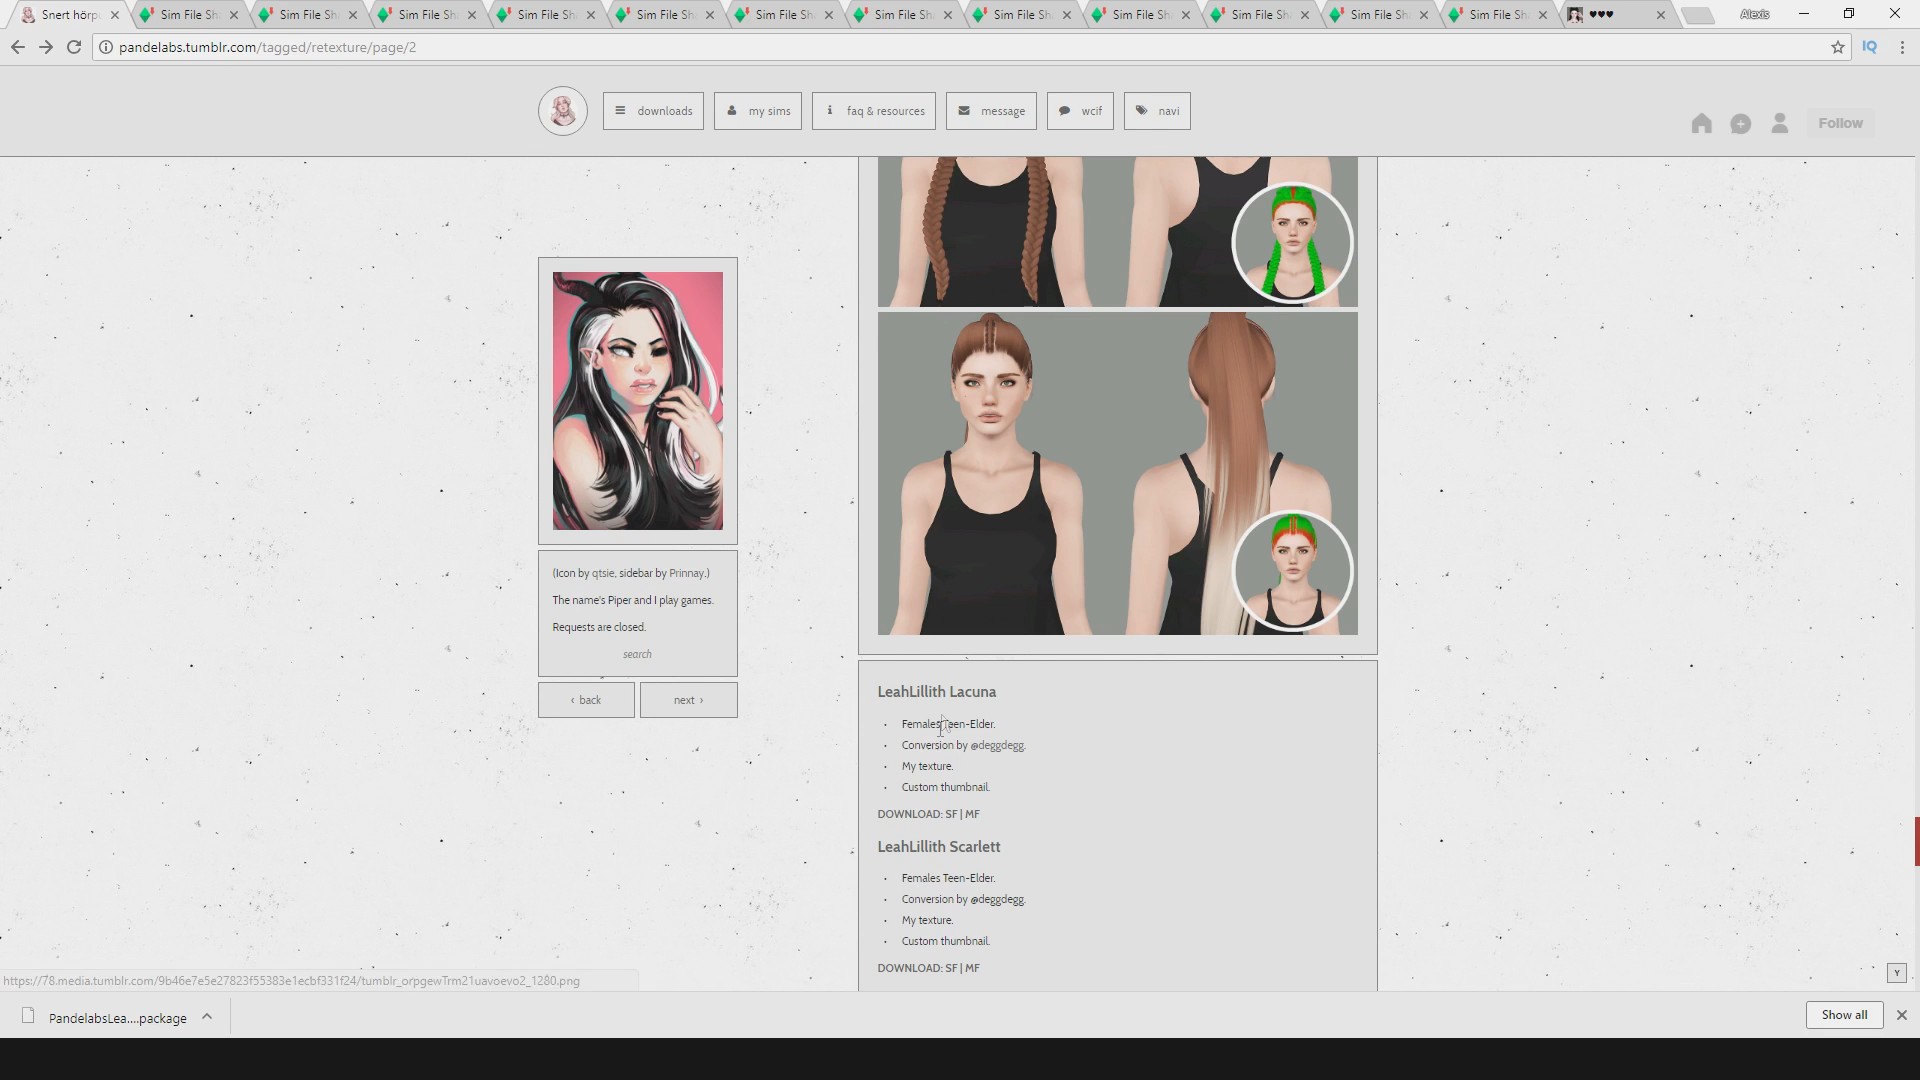 Snert hörp
Sim File Sh
Sim File Sh
Sim File Sh
Sim File Sh
Sim File Sh
Sim File Sh
Sim File Sh
Sim File Sh
Sim File Sh
Sim File Sh
Sim File Sh
Sim File Sh
♥♥♥
Alexis
pandelabs.tumblr.com/tagged/retexture/page/2
IQ
downloads
my sims
faq & resources
message
wcif
navi
Follow
(Icon by qtsie, sidebar by Prinnay.)
The name's Piper and I play games.
Requests are closed.
search
‹ back
next ›
LeahLillith Lacuna
• Females Teen-Elder.
• Conversion by @deggdegg.
• My texture.
• Custom thumbnail.
DOWNLOAD: SF | MF
LeahLillith Scarlett
• Females Teen-Elder.
• Conversion by @deggdegg.
• My texture.
• Custom thumbnail.
DOWNLOAD: SF | MF
Y
https://78.media.tumblr.com/9b46e7e5e27823f55383e1ecbf331f24/tumblr_orpgewTrm21uavoevo2_1280.png
PandelabsLea....package
Show all